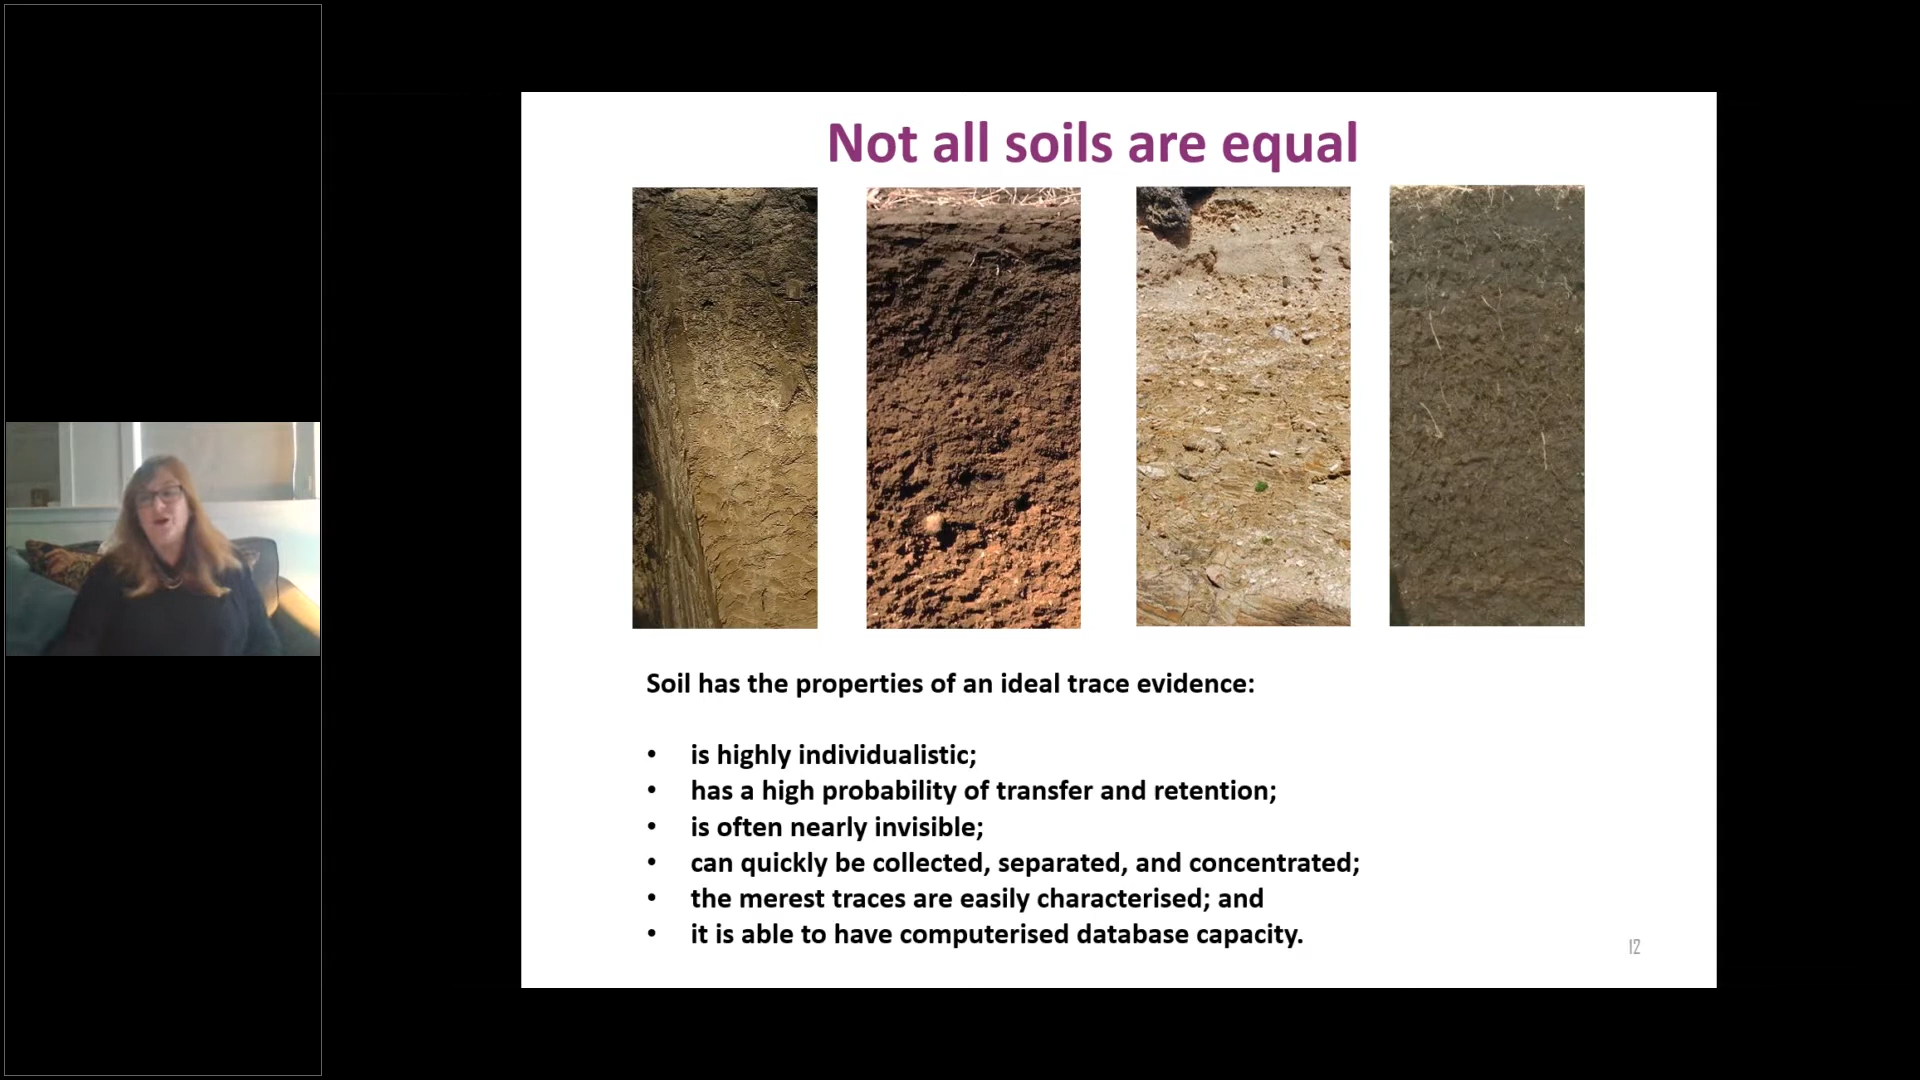 Not all soils are equal
Soil has the properties of an ideal trace evidence:
• is highly individualistic;
• has a high probability of transfer and retention;
• is often nearly invisible;
• can quickly be collected, separated, and concentrated;
• the merest traces are easily characterised; and
• it is able to have computerised database capacity.
12